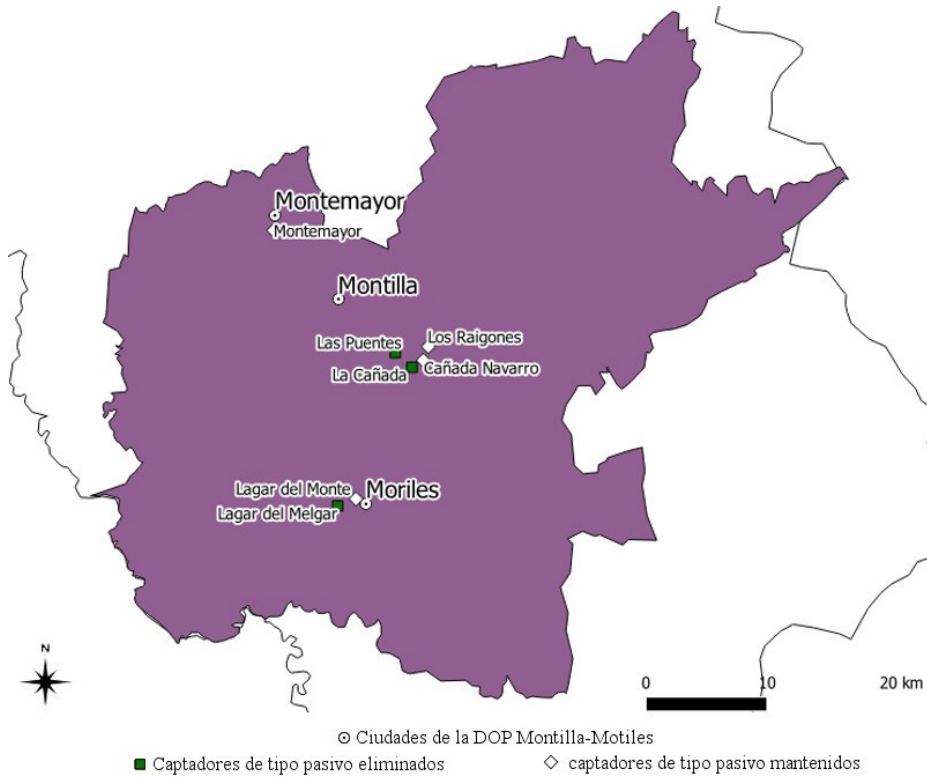 Montemayor
Montemayor
Montilla
Las Puentes
Los Raigones
La Cañada
Cañada Navarro
Lagar del Monte
Moriles
Lagar del Melgar
N
0 10 20 km
Ciudades de la DOP Montilla-Motiles
Captadores de tipo pasivo eliminados
captadores de tipo pasivo mantenidos